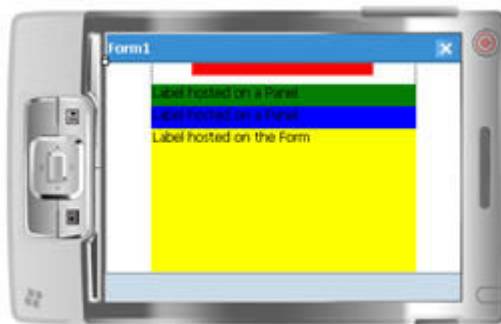 Form1
Label hosted on a Panel
Label hosted on a Panel
Label hosted on the Form